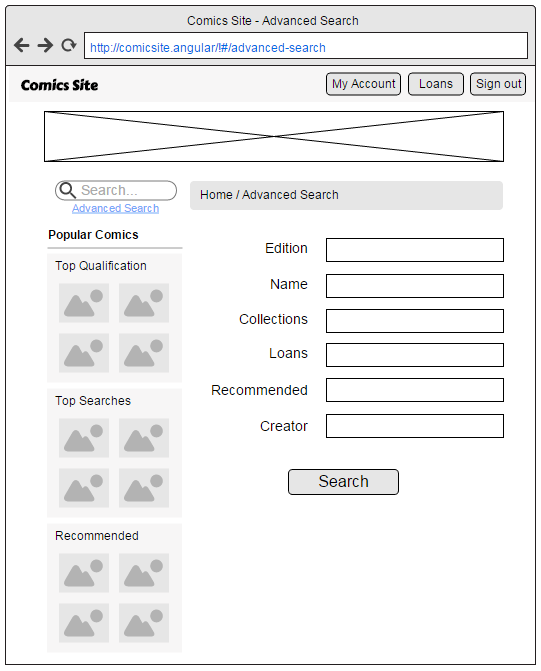 Comics Site - Advanced Search
http://comicsite.angular/!#/advanced-search
Comics Site
My Account
Loans
Sign out
Search...
Advanced Search
Home / Advanced Search
Popular Comics
Top Qualification
Top Searches
Recommended
Edition
Name
Collections
Loans
Recommended
Creator
Search